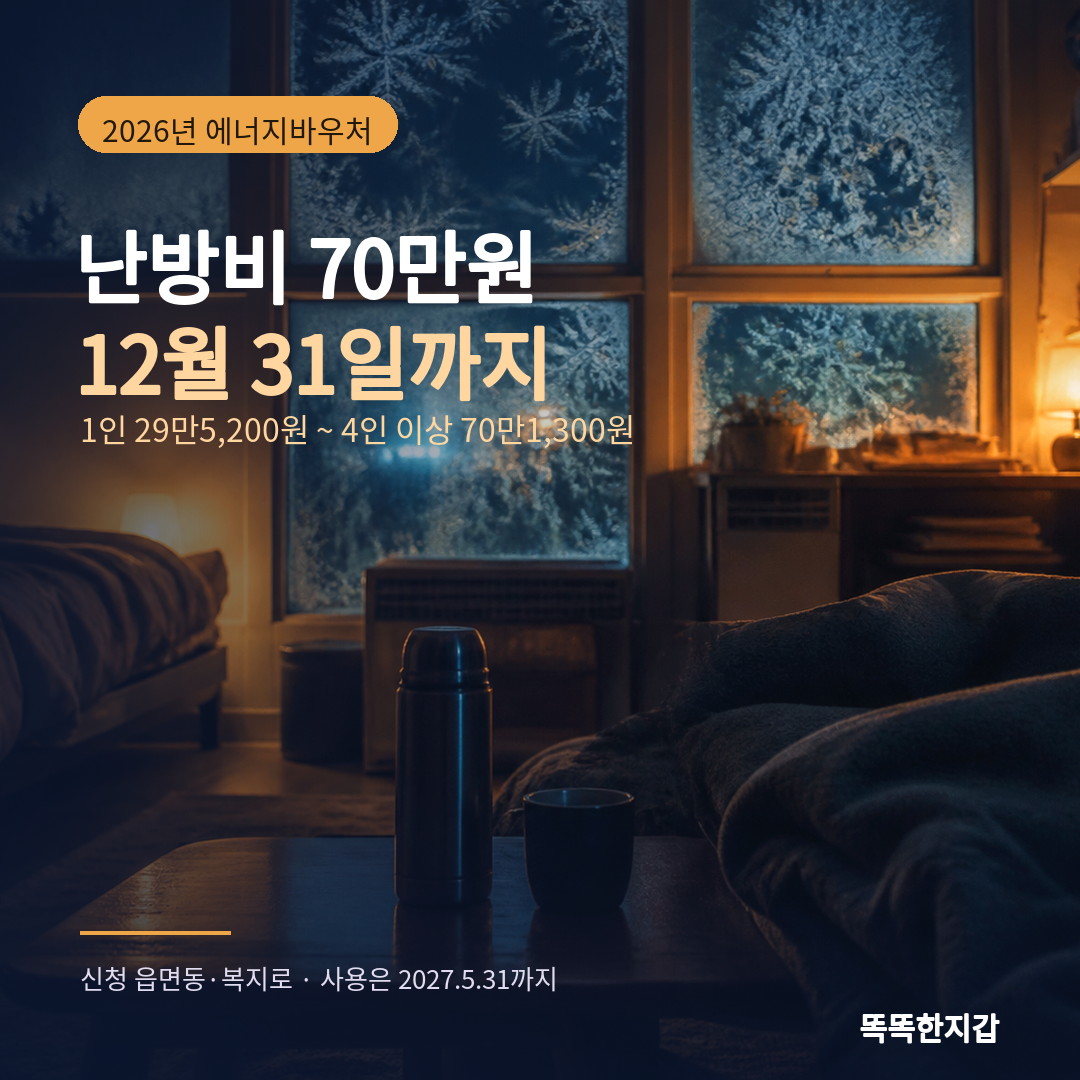 2026년 에너지바우처
난방비 70만원
12월 31일까지
1인 29만5,200원 ~ 4인 이상 70만1,300원
신청 읍면동·복지로 · 사용은 2027.5.31까지
똑똑한지갑